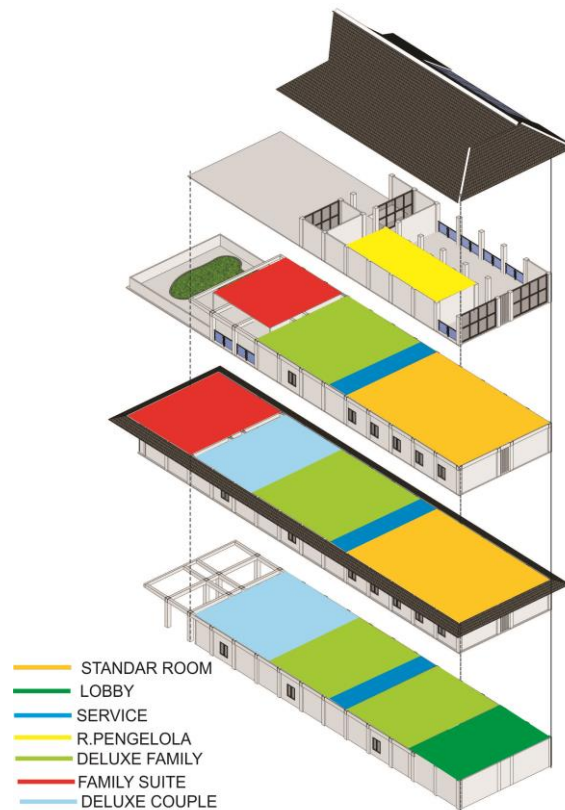 STANDAR ROOM
LOBBY
SERVICE
R.PENGELOLA
DELUXE FAMILY
FAMILY SUITE
DELUXE COUPLE